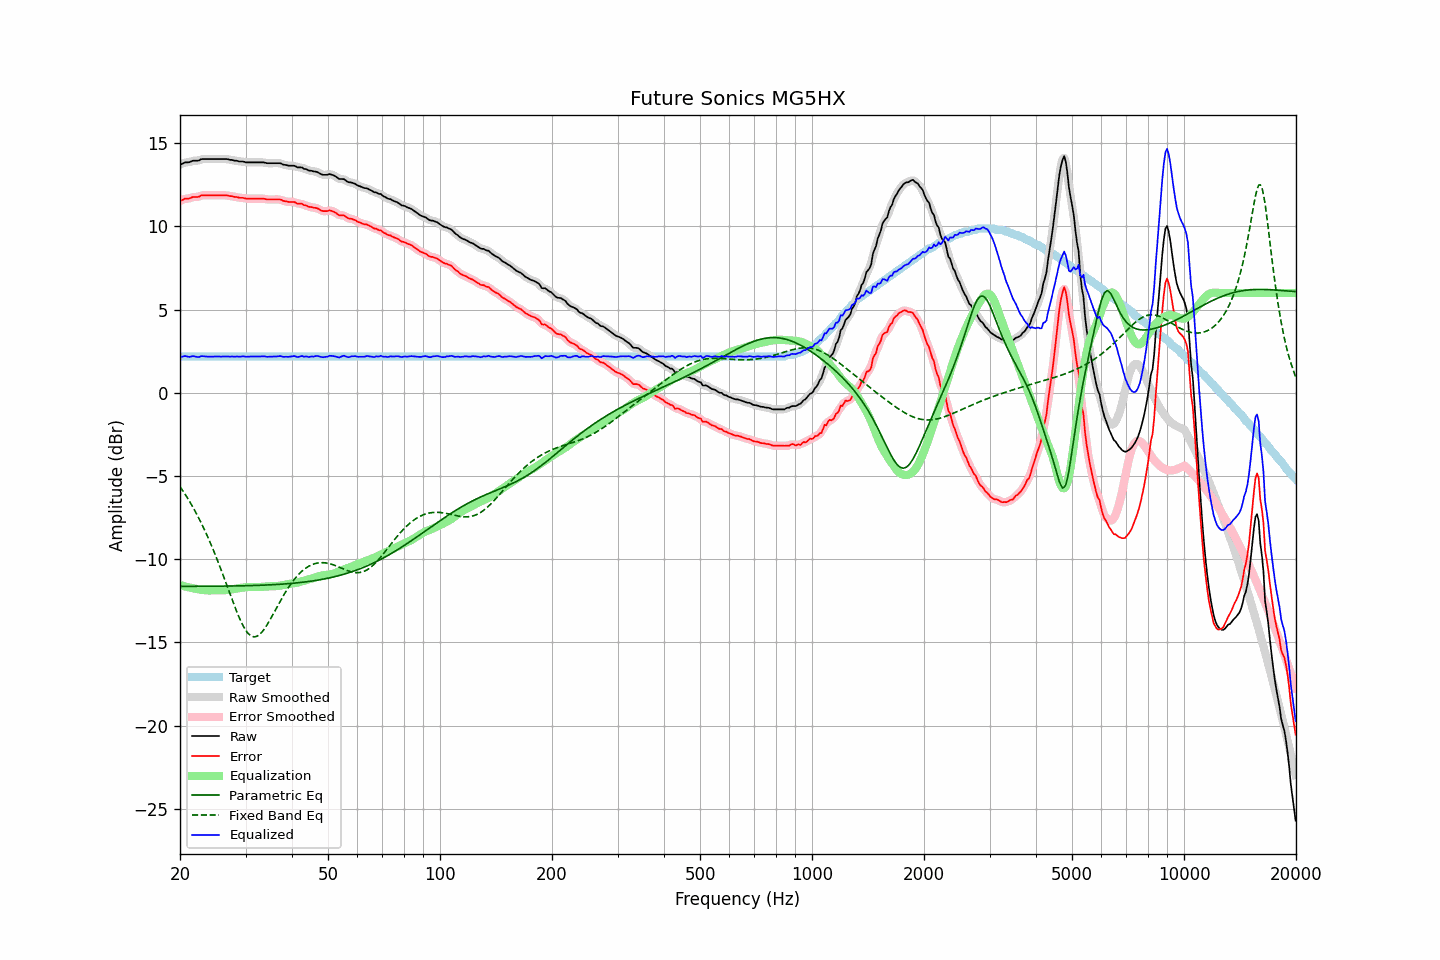 Future Sonics MG5HX
Amplitude (dBr)
15
10
5
0
−5
−10
−15
−20
−25
Target
Raw Smoothed
Error Smoothed
Raw
Error
Equalization
Parametric Eq
Fixed Band Eq
Equalized
20 50 100 200 500 1000 2000 5000 10000 20000
Frequency (Hz)